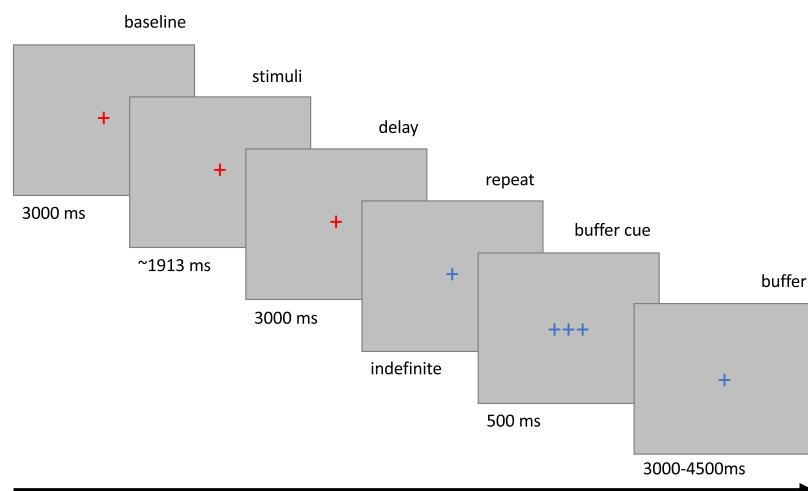 baseline
stimuli
delay
repeat
buffer cue
buffer
3000 ms
~1913 ms
3000 ms
indefinite
500 ms
3000-4500ms